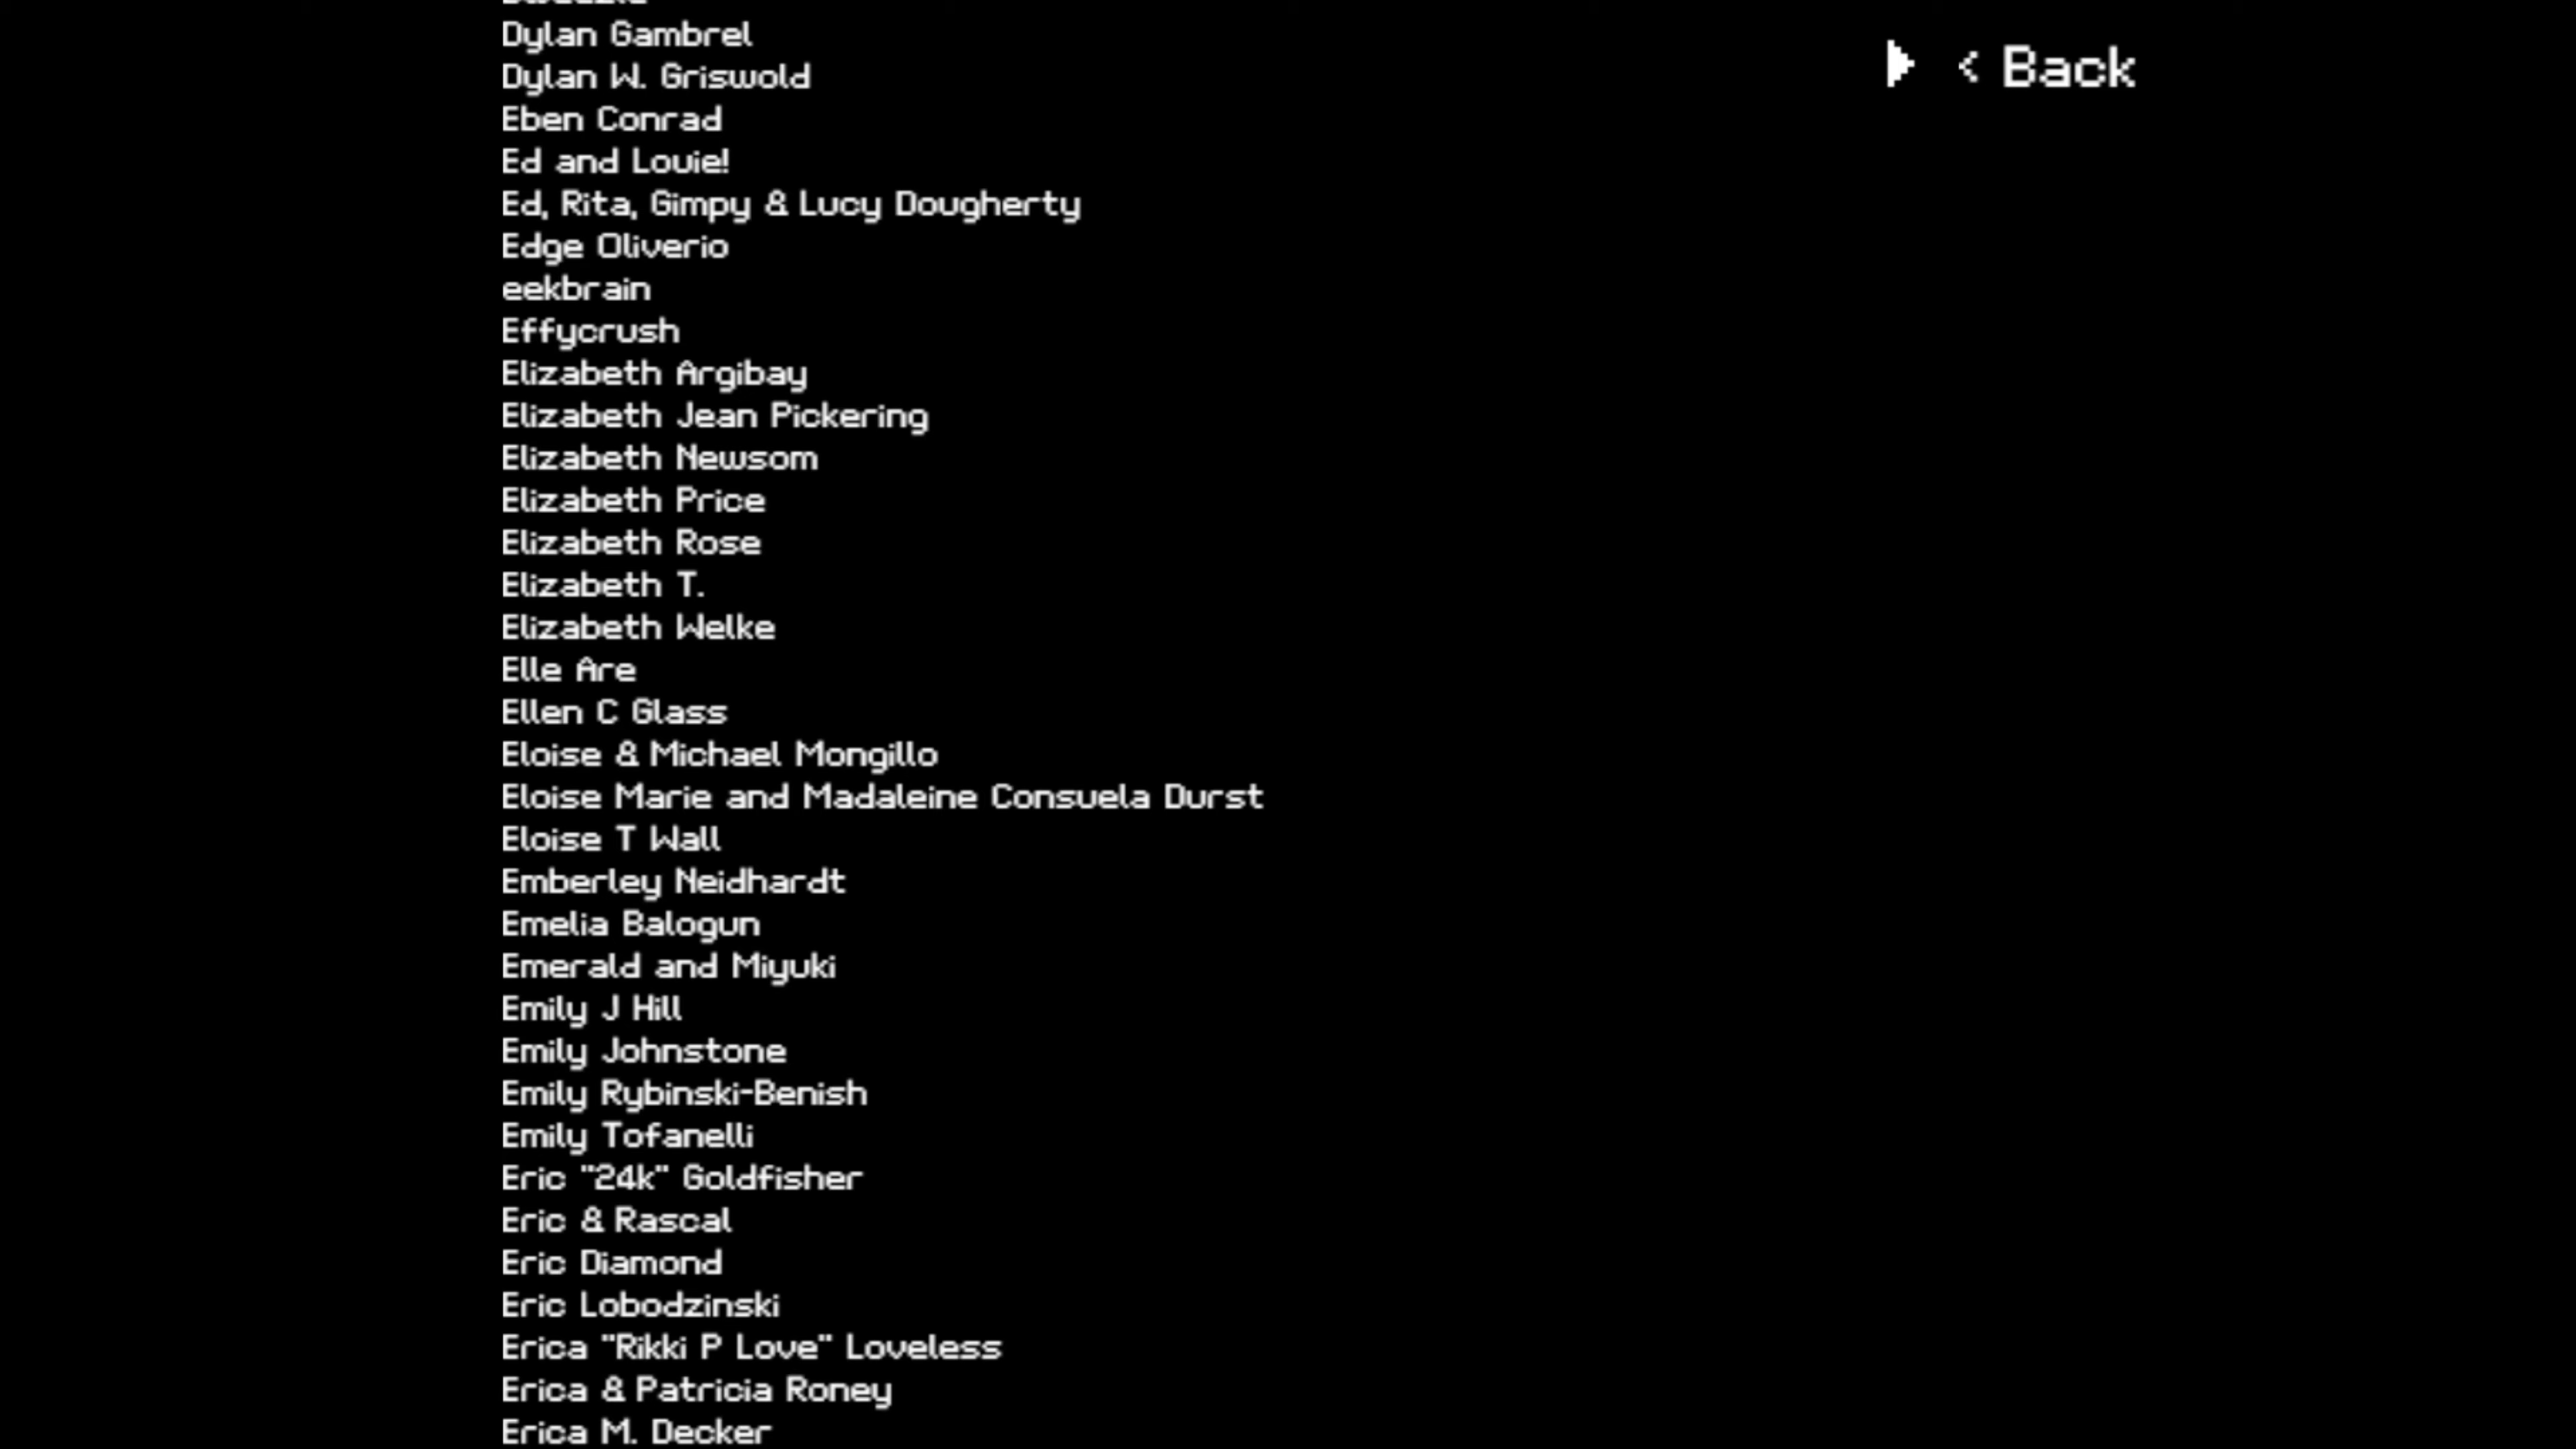 Dylan Gambrel
< Back
Dylan W. Griswold
Eben Conrad
Ed and Louie!
Ed, Rita, Gimpy & Lucy Dougherty
Edge Oliverio
eekbrain
Effycrush
Elizabeth Argibay
Elizabeth Jean Pickering
Elizabeth Newsom
Elizabeth Price
Elizabeth Rose
Elizabeth T.
Elizabeth Welke
Elle Are
Ellen C Glass
Eloise & Michael Mongillo
Eloise Marie and Madaleine Consuela Durst
Eloise T Wall
Emberley Neidhardt
Emelia Balogun
Emerald and Miyuki
Emily J Hill
Emily Johnstone
Emily Rybinski-Benish
Emily Tofanelli
Eric "24k" Goldfisher
Eric & Rascal
Eric Diamond
Eric Lobodzinski
Erica "Rikki P Love" Loveless
Erica & Patricia Roney
Erica M. Decker